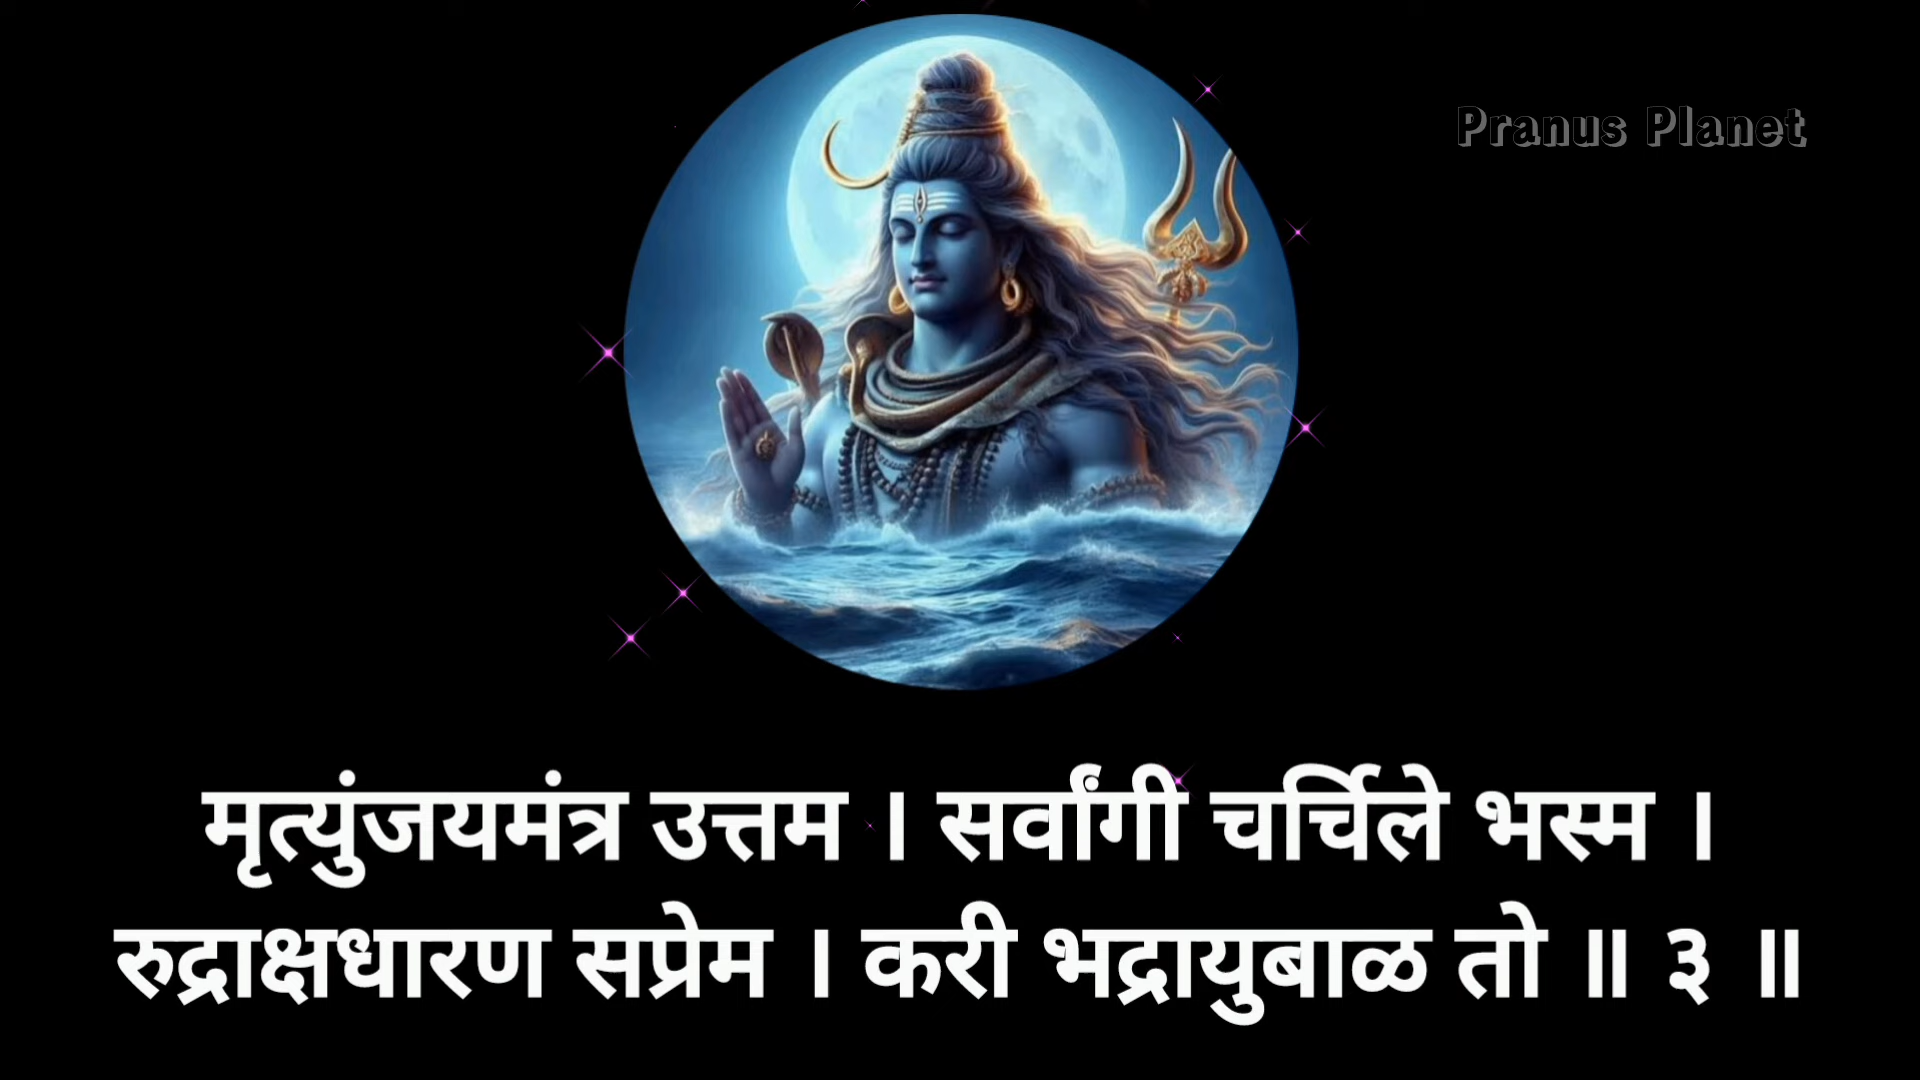 Pranus Planet
मृत्युंजयमंत्र उत्तम । सर्वांगी चर्चिले भस्म ।
रुद्राक्षधारण सप्रेम । करी भद्रायुबाळ तो ॥ ३ ॥